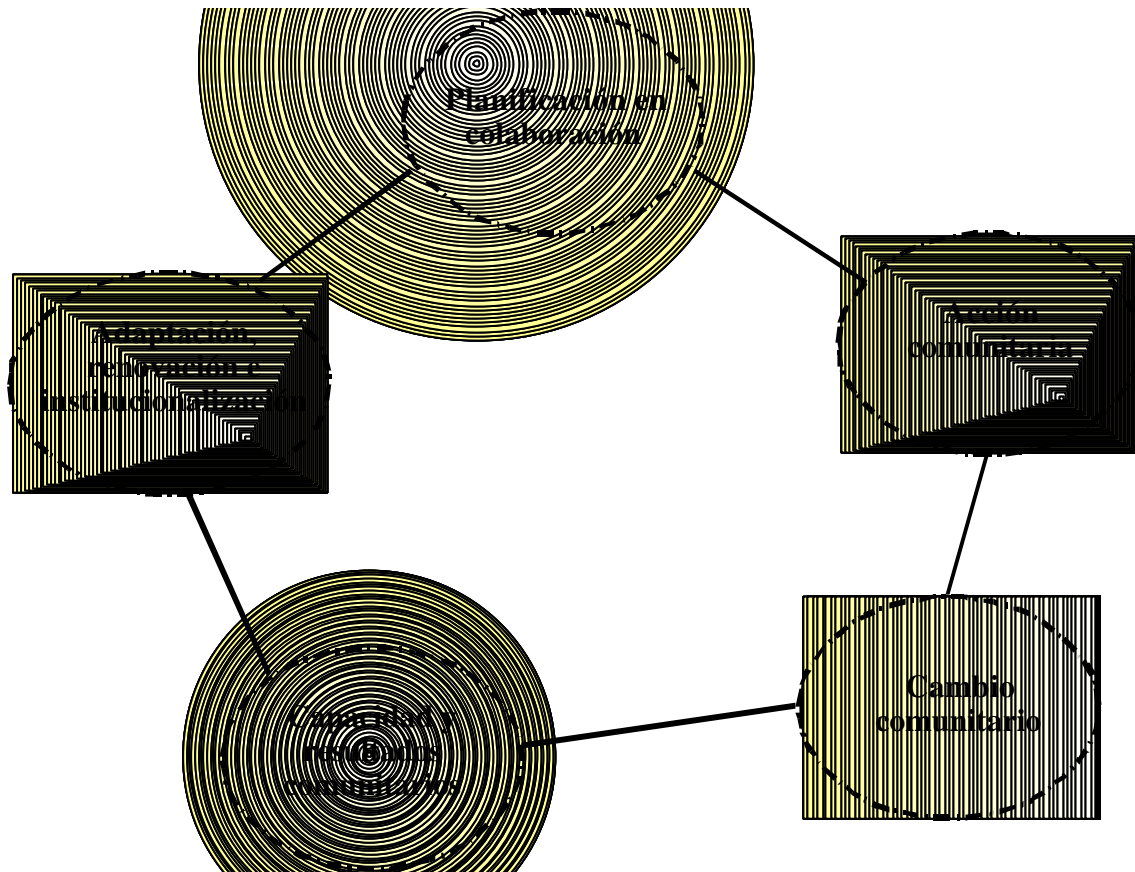 Planificación en
colaboración
Acción
comunitaria
Adaptación,
renovación e
institucionalización
Cambio
comunitario
Capacidad y
resultados
comunitarios